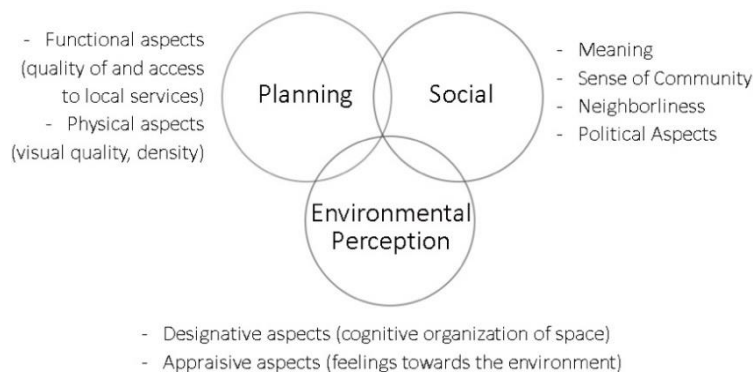 - Functional aspects
(quality of and access
to local services)
- Physical aspects
(visual quality, density)
Planning
Social
- Meaning
- Sense of Community
- Neighborliness
- Political Aspects
Environmental
Perception
- Designative aspects (cognitive organization of space)
- Appraisive aspects (feelings towards the environment)